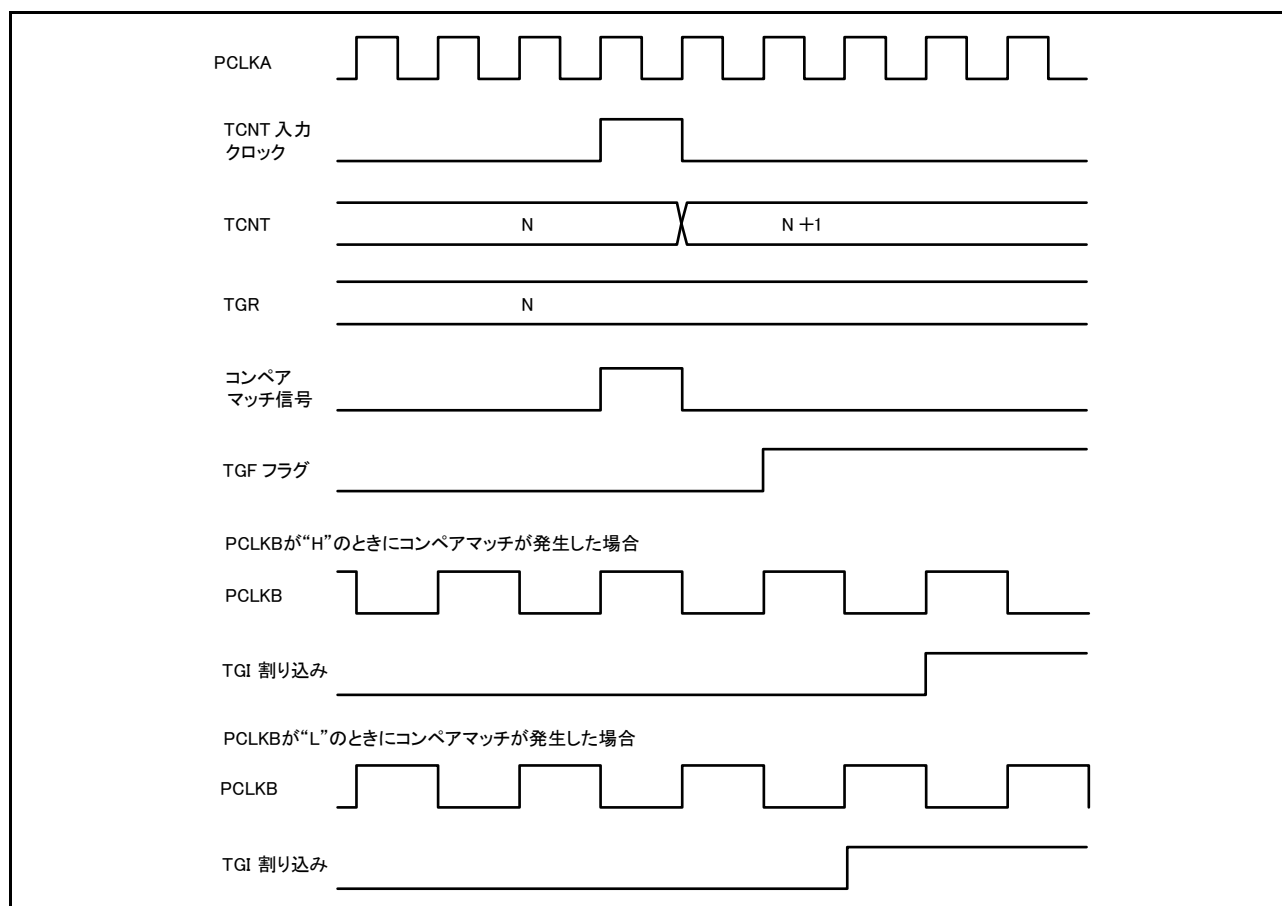 PCLKA
TCNT 入力
クロック
TCNT
N
N +1
TGR
N
コンペア
マッチ信号
TGF フラグ
PCLKBが“H”のときにコンペアマッチが発生した場合
PCLKB
TGI 割り込み
PCLKBが“L”のときにコンペアマッチが発生した場合
PCLKB
TGI 割り込み